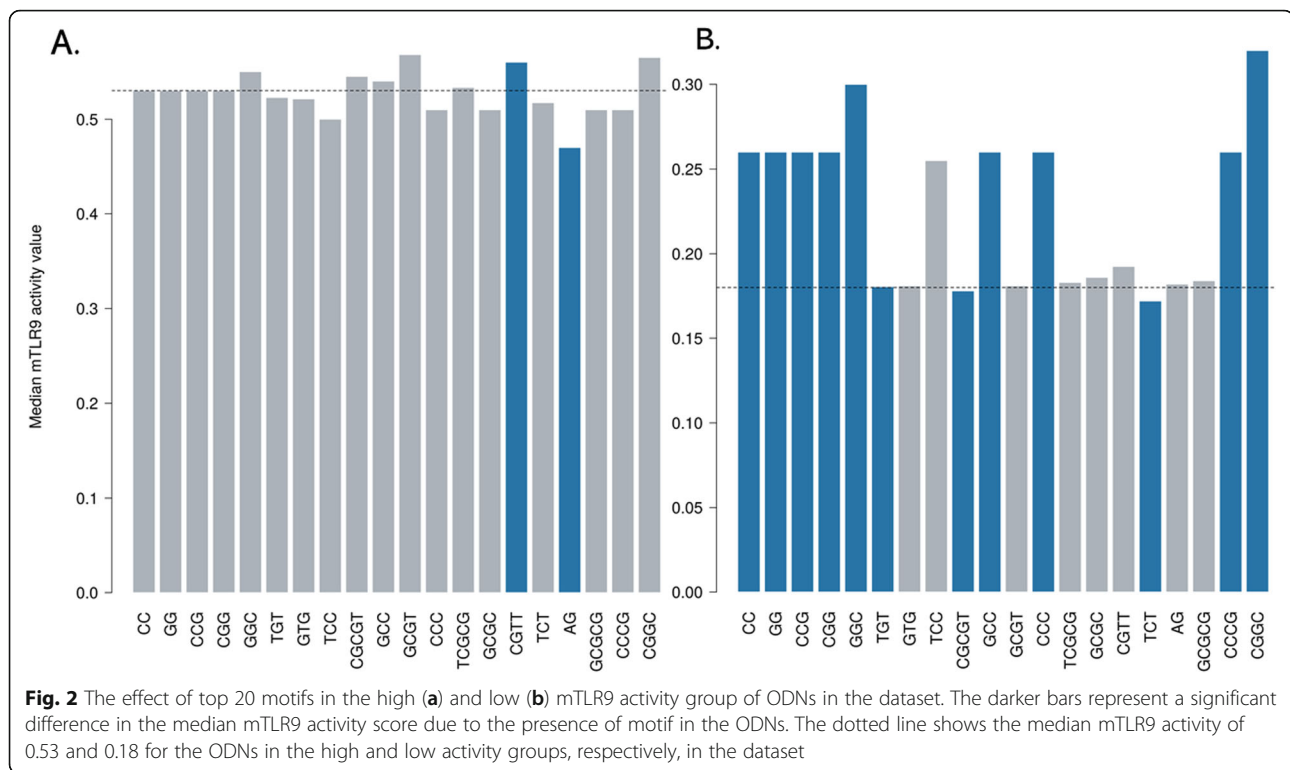 A.
Median mTLR9 activity value
0.5
0.4
0.3
0.2
0.1
0.0
CC GG CCG CGG GGC TGT GTG TCC CGCGT GCC GCGT CCC TCGCG GCGC CGTT TCT AG GCGCG CCCG CGGC
B.
0.30
0.25
0.20
0.15
0.10
0.05
0.00
CC GG CCG CGG GGC TGT GTG TCC CGCGT GCC GCGT CCC TCGCG GCGC CGTT TCT AG GCGCG CCCG CGGC
Fig. 2 The effect of top 20 motifs in the high (a) and low (b) mTLR9 activity group of ODNs in the dataset. The darker bars represent a significant
difference in the median mTLR9 activity score due to the presence of motif in the ODNs. The dotted line shows the median mTLR9 activity of
0.53 and 0.18 for the ODNs in the high and low activity groups, respectively, in the dataset